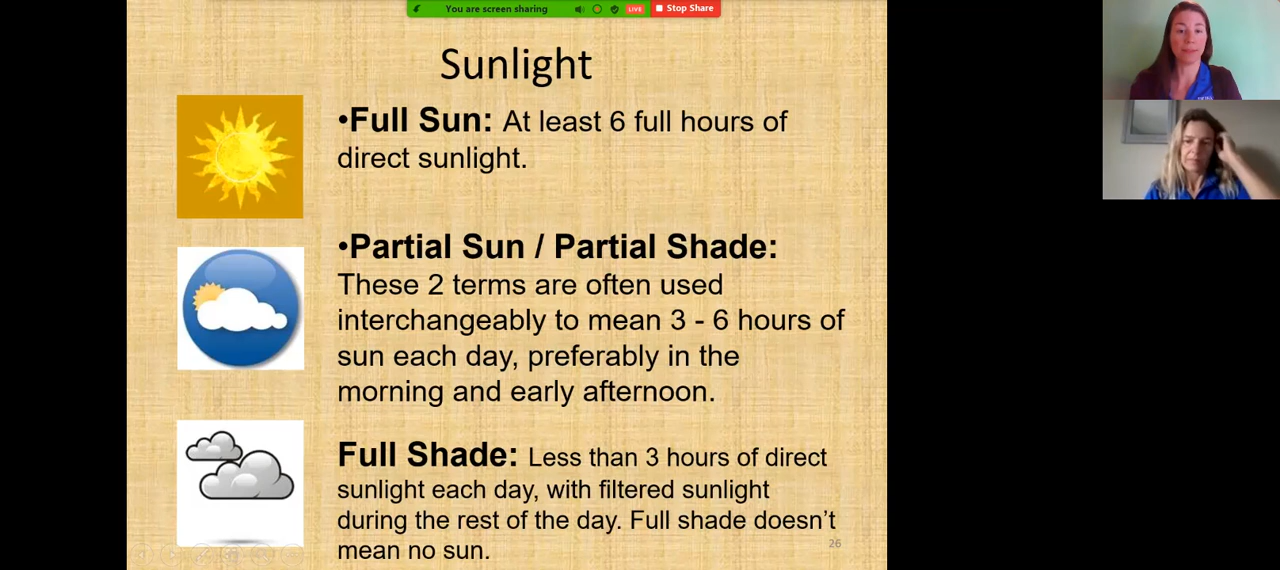 You are screen sharing
LIVE
Stop Share
Sunlight
•Full Sun: At least 6 full hours of
direct sunlight.
•Partial Sun / Partial Shade:
These 2 terms are often used
interchangeably to mean 3 - 6 hours of
sun each day, preferably in the
morning and early afternoon.
Full Shade: Less than 3 hours of direct
sunlight each day, with filtered sunlight
during the rest of the day. Full shade doesn’t
mean no sun.
26